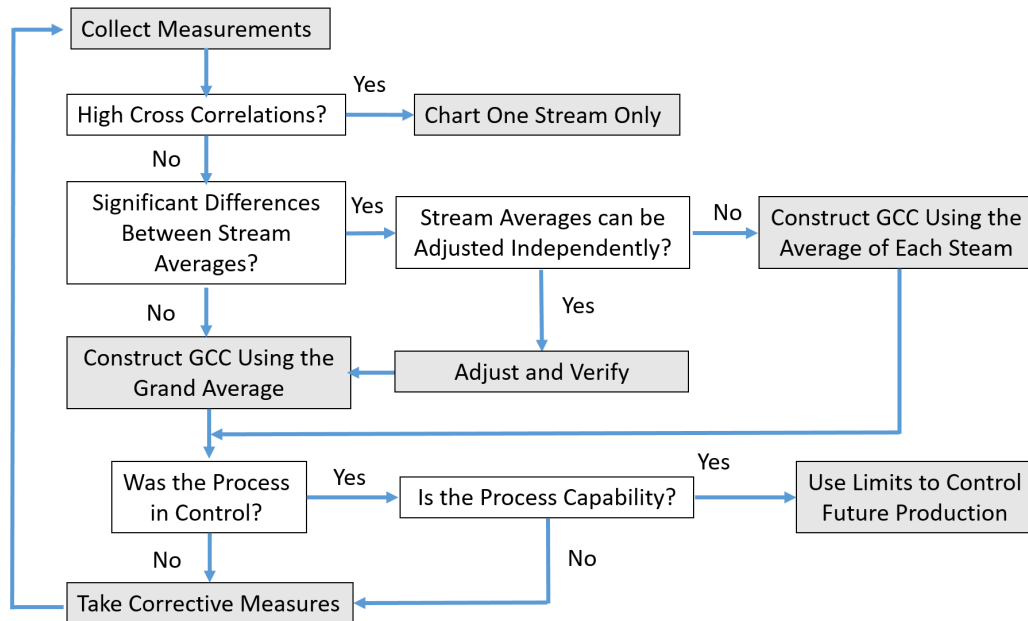 Collect Measurements
High Cross Correlations?
Yes
Chart One Stream Only
No
Significant Differences
Between Stream
Averages?
Yes
Stream Averages can be
Adjusted Independently?
No
Construct GCC Using the
Average of Each Steam
No
Yes
Construct GCC Using the
Grand Average
Adjust and Verify
Was the Process
in Control?
Yes
Is the Process Capability?
Yes
Use Limits to Control
Future Production
No
No
Take Corrective Measures